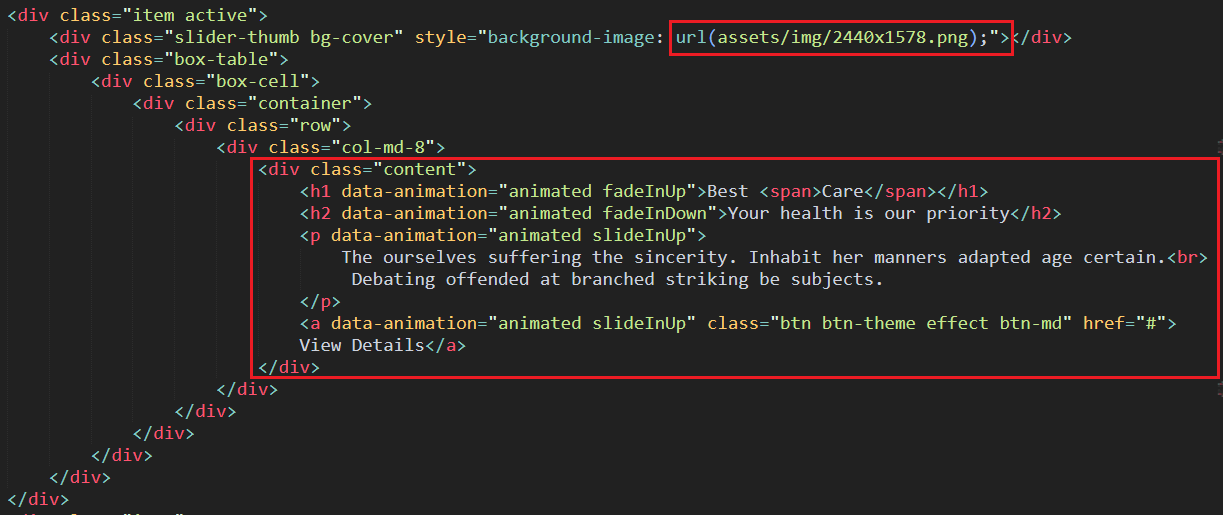 <div class="item active">
<div class="slider-thumb bg-cover" style="background-image: url(assets/img/2440x1578.png);"></div>
<div class="box-table">
<div class="box-cell">
<div class="container">
<div class="row">
<div class="col-md-8">
<div class="content">
<h1 data-animation="animated fadeInUp">Best <span>Care</span></h1>
<h2 data-animation="animated fadeInDown">Your health is our priority</h2>
<p data-animation="animated slideInUp">
The ourselves suffering the sincerity. Inhabit her manners adapted age certain.<br>
Debating offended at branched striking be subjects.
</p>
<a data-animation="animated slideInUp" class="btn btn-theme effect btn-md" href="#">
View Details</a>
</div>
</div>
</div>
</div>
</div>
</div>
</div>